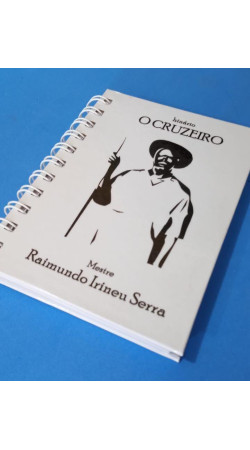 hinário
O CRUZEIRO
Mestre
Raimundo Irineu Serra